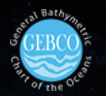 General Bathymetric
GEBCO
Chart of the Oceans